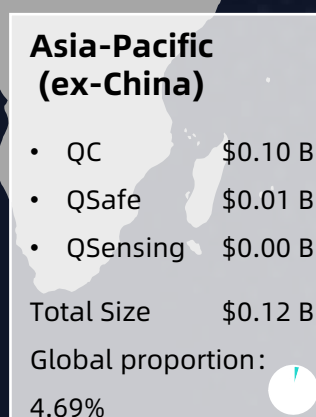 Asia-Pacific
(ex-China)
• QC $0.10 B
• QSafe $0.01 B
• QSensing $0.00 B
Total Size $0.12 B
Global proportion:
4.69%